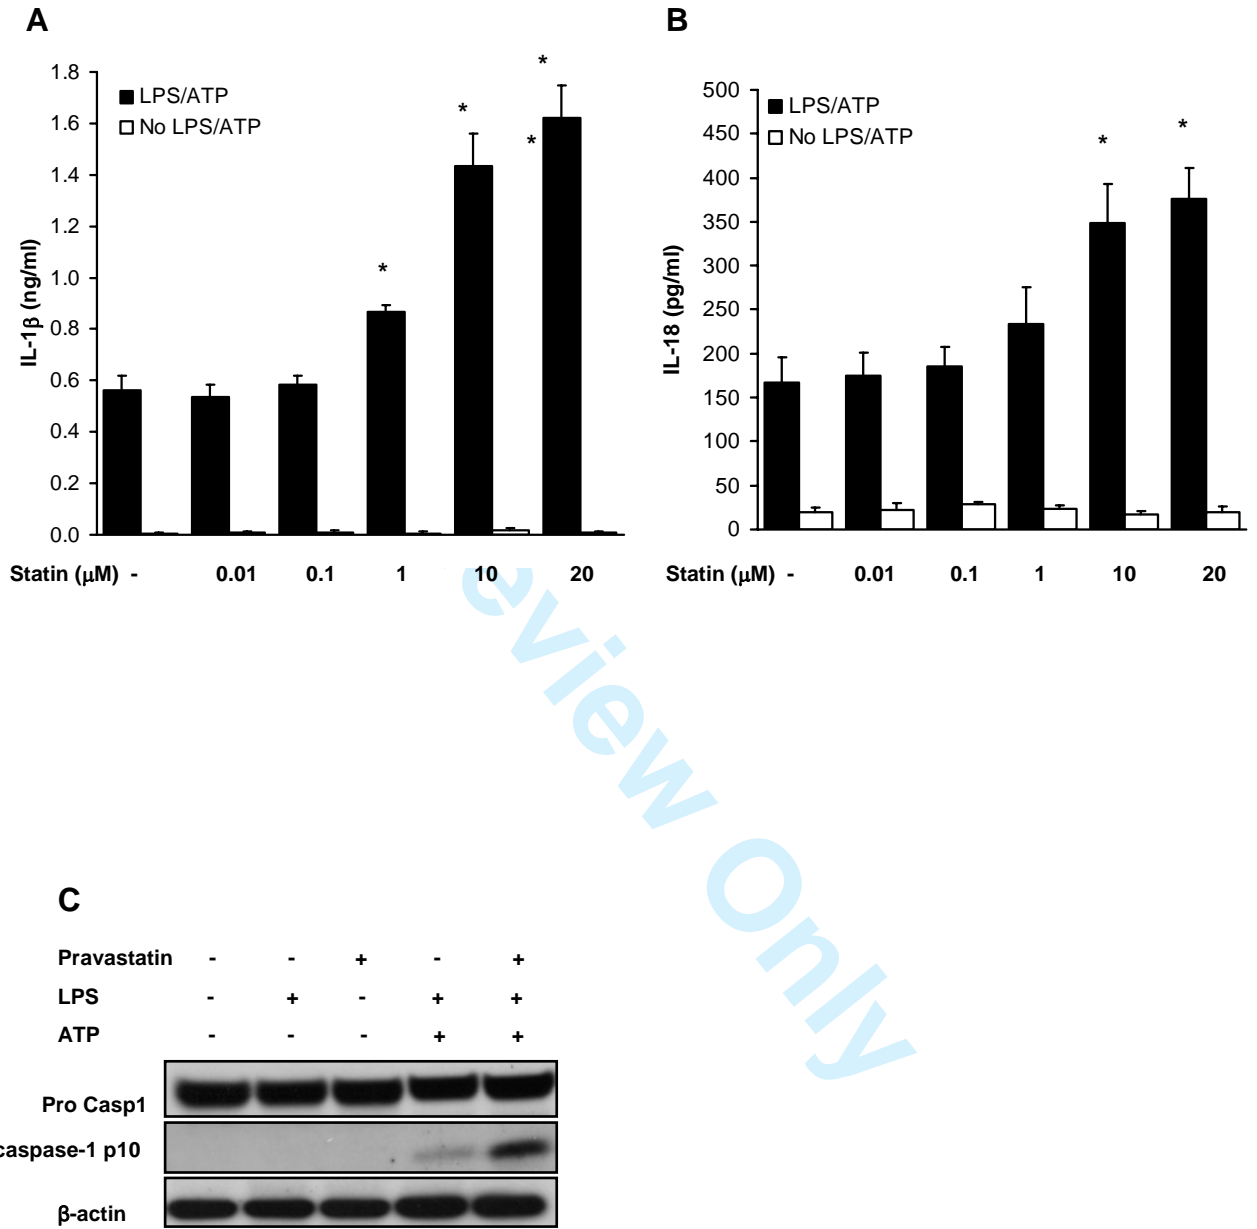 A
1.8
1.6
1.4
1.2
1.0
0.8
0.6
0.4
0.2
0.0
IL-1β (ng/ml)
LPS/ATP
No LPS/ATP
*
*
*
*
Statin (μM) - 0.01 0.1 1 10 20
B
500
450
400
350
300
250
200
150
100
50
0
IL-18 (pg/ml)
LPS/ATP
No LPS/ATP
*
*
Statin (μM) - 0.01 0.1 1 10 20
eview Only
C
Pravastatin - - + - +
LPS - + - + +
ATP - - - + +
Pro Casp1
caspase-1 p10
β-actin